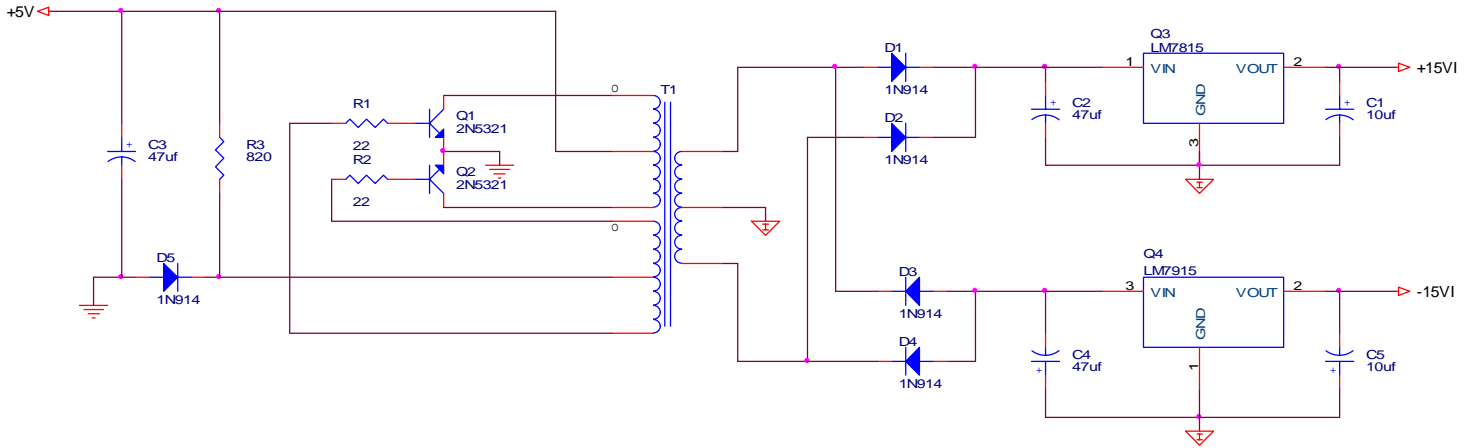 +5V
C3
47uf
R3
820
D5
1N914
R1
22
R2
22
Q1
2N5321
Q2
2N5321
o
o
T1
I
D1
1N914
D2
1N914
D3
1N914
D4
1N914
C2
47uf
Q3
LM7815
1
VIN
VOUT
2
GND
3
C1
10uf
+15VI
I
C4
47uf
Q4
LM7915
3
VIN
VOUT
2
GND
1
C5
10uf
-15VI
I